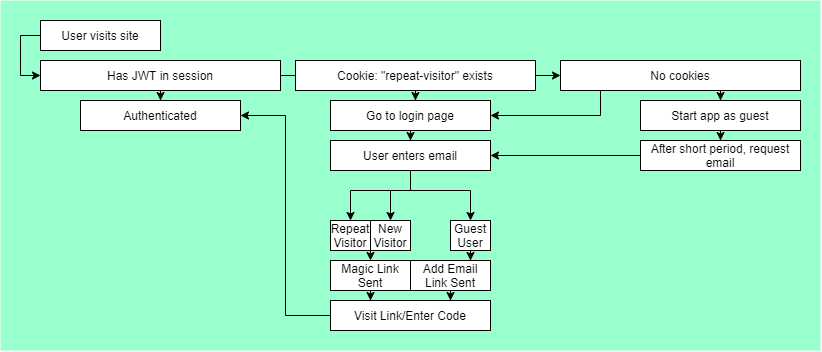 User visits site
Has JWT in session
Cookie: "repeat-visitor" exists
No cookies
Authenticated
Go to login page
Start app as guest
User enters email
After short period, request
email
Repeat
Visitor
New
Visitor
Guest
User
Magic Link
Sent
Add Email
Link Sent
Visit Link/Enter Code